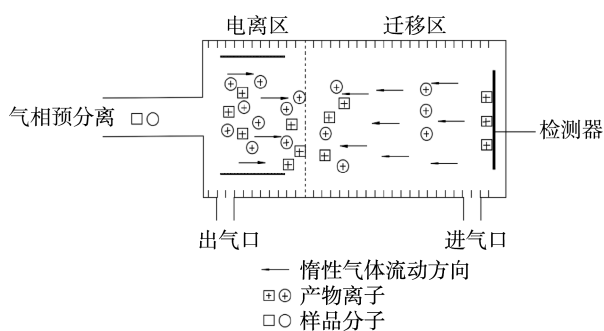 电离区
迁移区
气相预分离
检测器
出气口
进气口
惰性气体流动方向
产物离子
样品分子